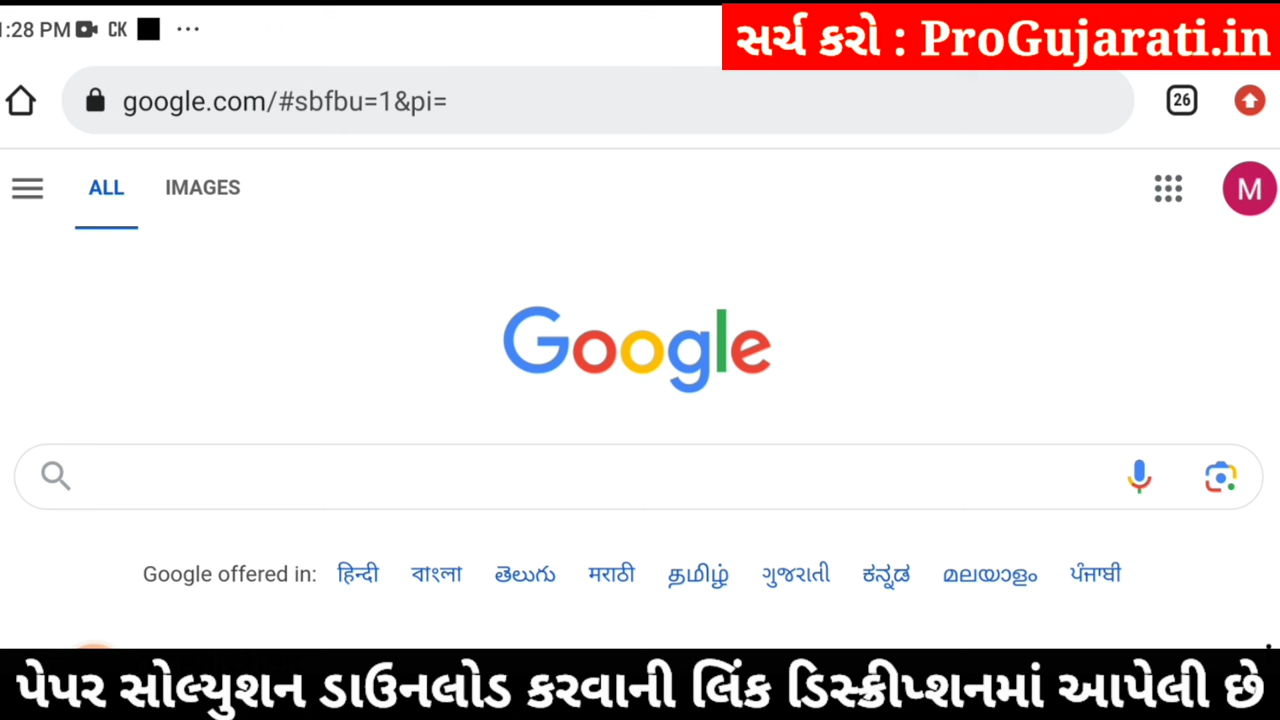 :28 PM CK ...
સર્ચ કરો : ProGujarati.in
google.com/#sbfbu=1&pi=
26
ALL IMAGES
M
Google
Google offered in: हिन्दी বাংলা తెలుగు मराठी தமிழ் ગુજરાતી ಕನ್ನಡ മലയാളം ਪੰਜਾਬੀ
પેપર સોલ્યુશન ડાઉનલોડ કરવાની લિંક ડિસ્ક્રીપ્શનમાં આપેલી છે